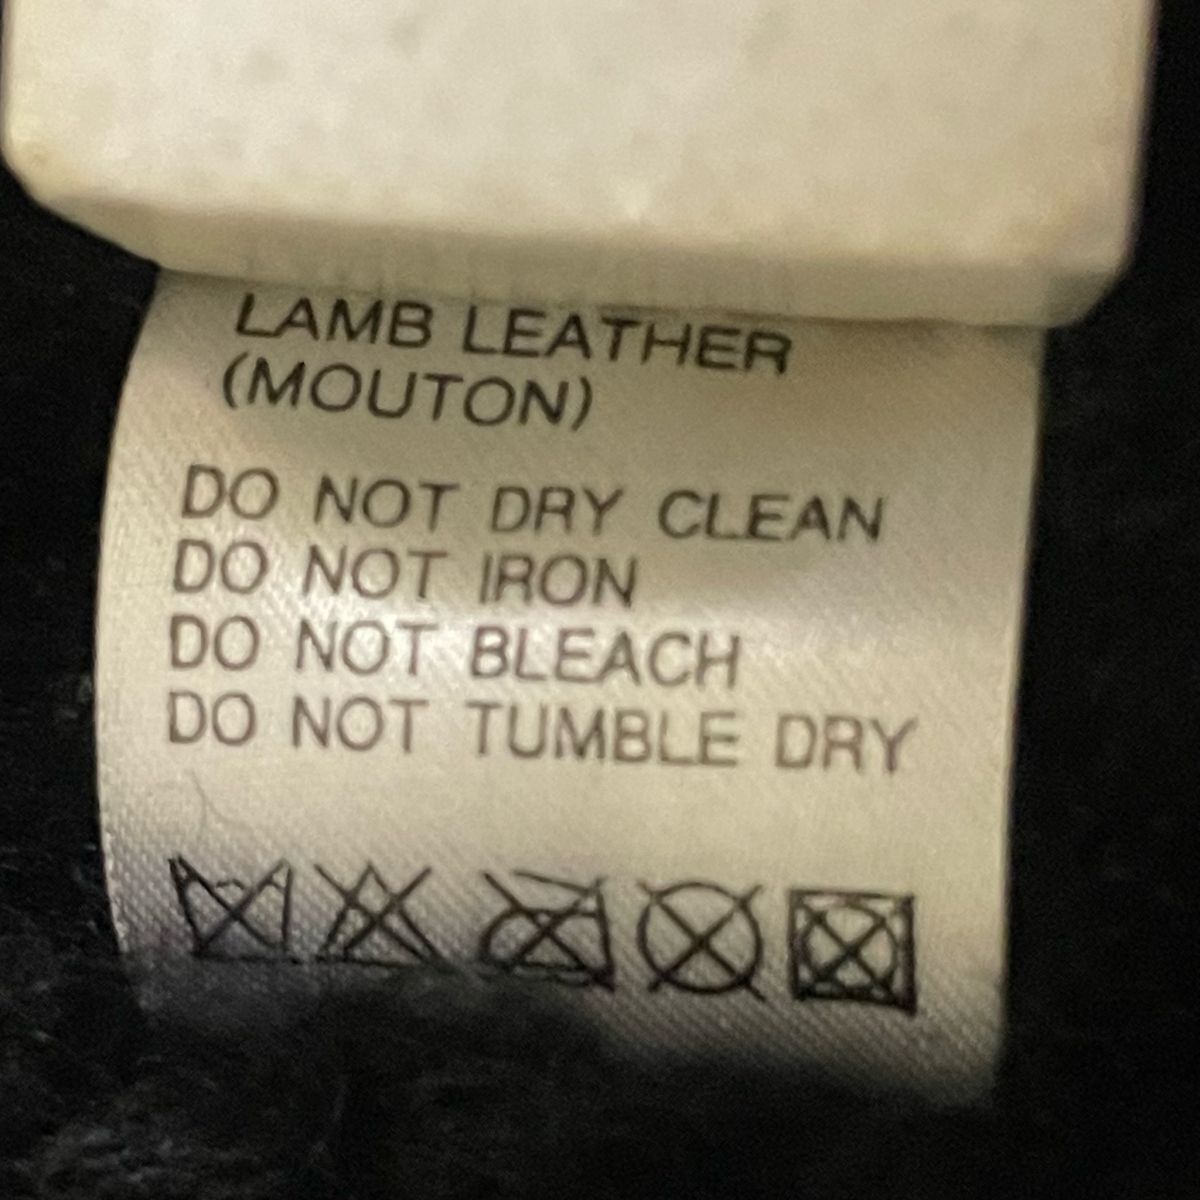 LAMB LEATHER
(MOUTON)
DO NOT DRY CLEAN
DO NOT IRON
DO NOT BLEACH
DO NOT TUMBLE DRY